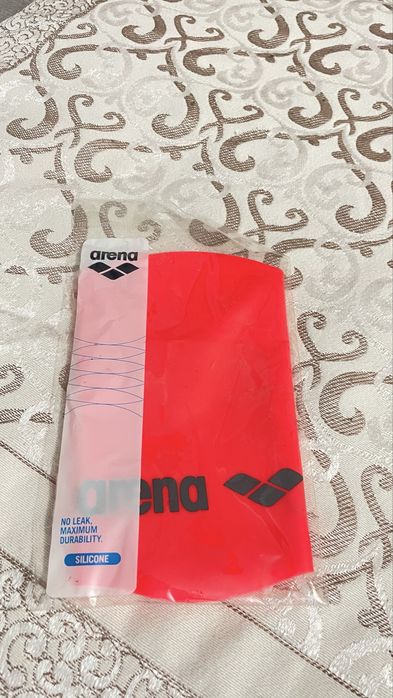 arena
arena
NO LEAK,
MAXIMUM
DURABILITY.
SILICONE